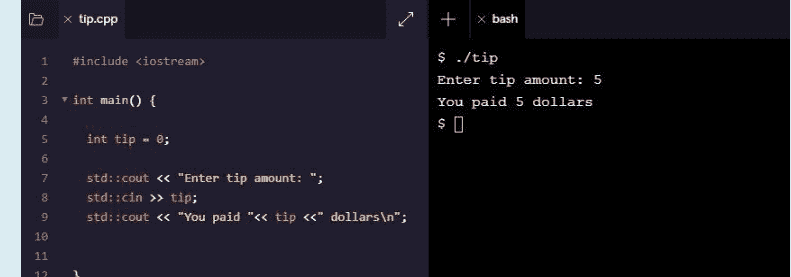 tip.cpp
1 #include <iostream>
2
3 int main() {
4
5 int tip = 0;
6
7 std::cout << "Enter tip amount: ";
8 std::cin >> tip;
9 std::cout << "You paid "<< tip <<" dollars\n";
10
11
12 }
bash
$ ./tip
Enter tip amount: 5
You paid 5 dollars
$